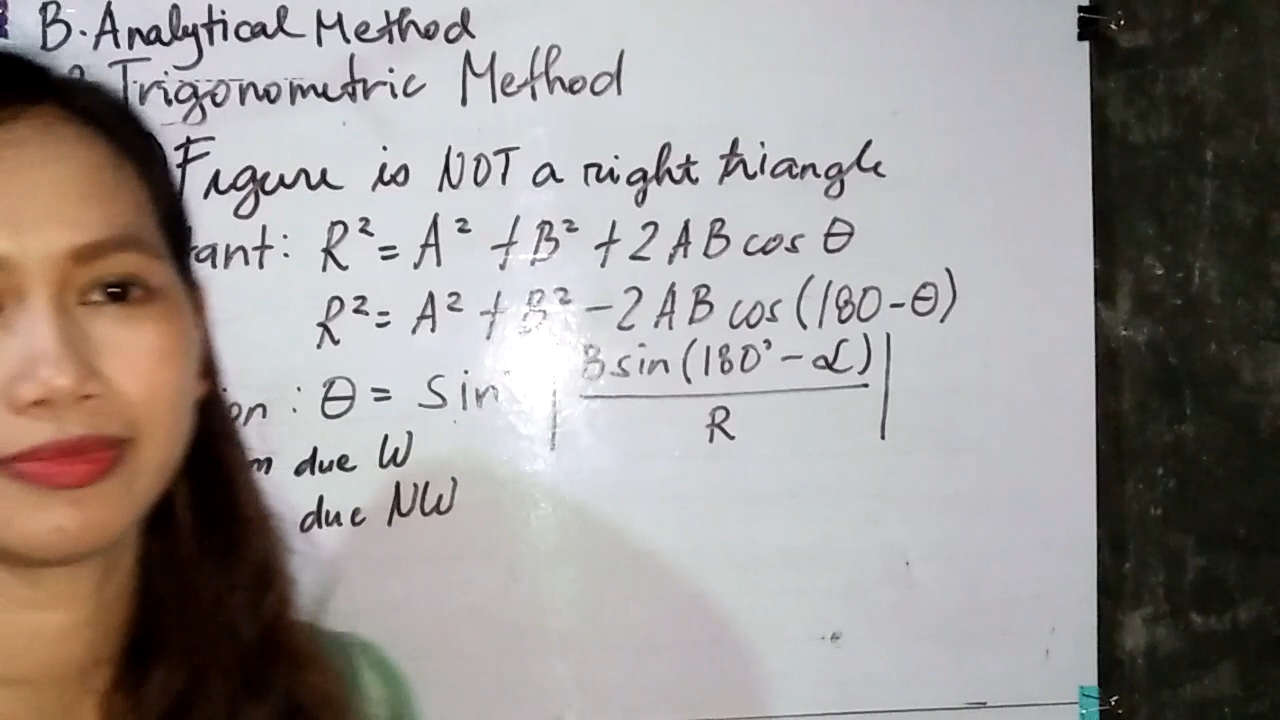 B. Analytical Method
Trigonometric Method
Figure is NOT a right triangle
ant: R² = A² + B² + 2AB cos θ
R² = A² + B² - 2AB cos (180 - θ)
on: θ = Sin | B sin (180° - α) / R |
m due W
due NW